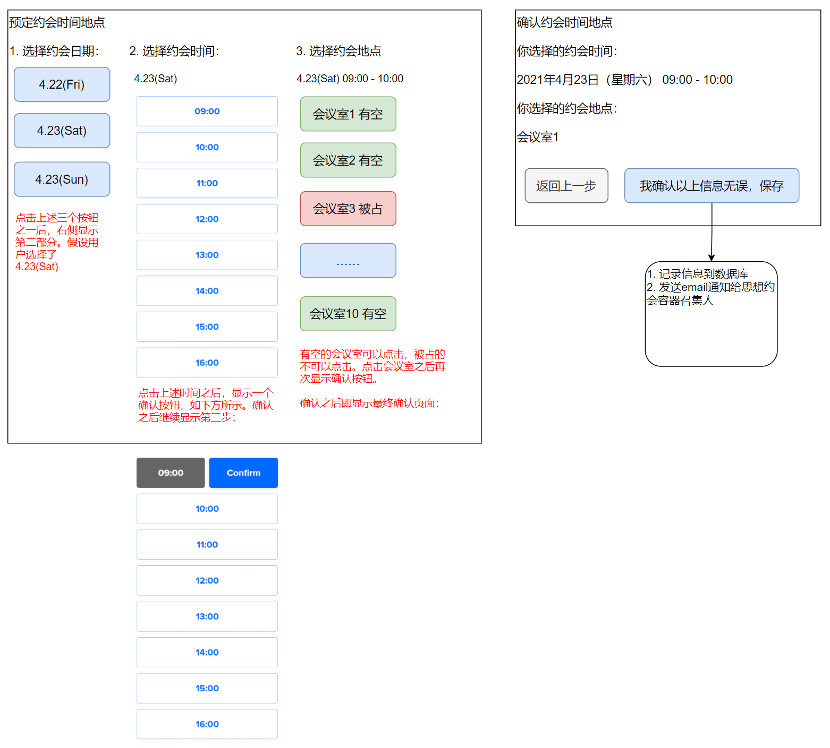 预定约会时间地点
1. 选择约会日期：
4.22(Fri)
4.23(Sat)
4.23(Sun)
点击上述三个按钮
之一后，右侧显示
第二部分。假设用
户选择了
4.23(Sat)
2. 选择约会时间：
4.23(Sat)
09:00
10:00
11:00
12:00
13:00
14:00
15:00
16:00
点击上述时间之后，显示一个
确认按钮，如下方所示。确认
之后继续显示第三步：
3. 选择约会地点
4.23(Sat) 09:00 - 10:00
会议室1 有空
会议室2 有空
会议室3 被占
……
会议室10 有空
有空的会议室可以点击，被占的
不可以点击。点击会议室之后再
次显示确认按钮。
确认之后即显示最终确认页面：
09:00 Confirm
10:00
11:00
12:00
13:00
14:00
15:00
16:00
确认约会时间地点
你选择的约会时间：
2021年4月23日（星期六） 09:00 - 10:00
你选择的约会地点：
会议室1
返回上一步
我确认以上信息无误，保存
1. 记录信息到数据库
2. 发送email通知给思想约
会容器召集人